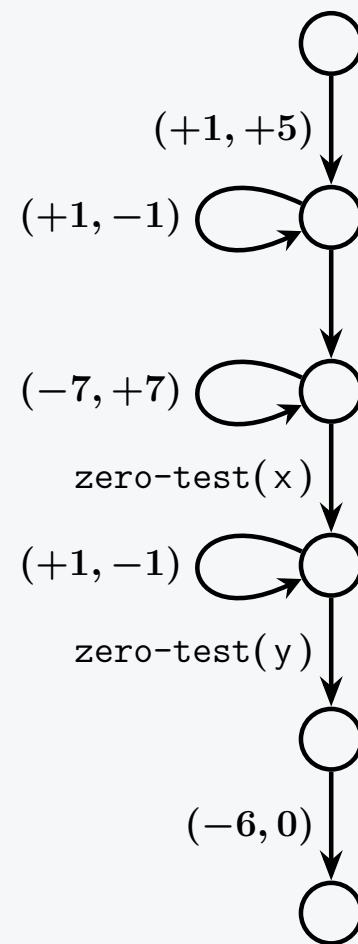 (+1, +5)
(+1, −1)
(−7, +7)
zero-test(x)
(+1, −1)
zero-test(y)
(−6, 0)